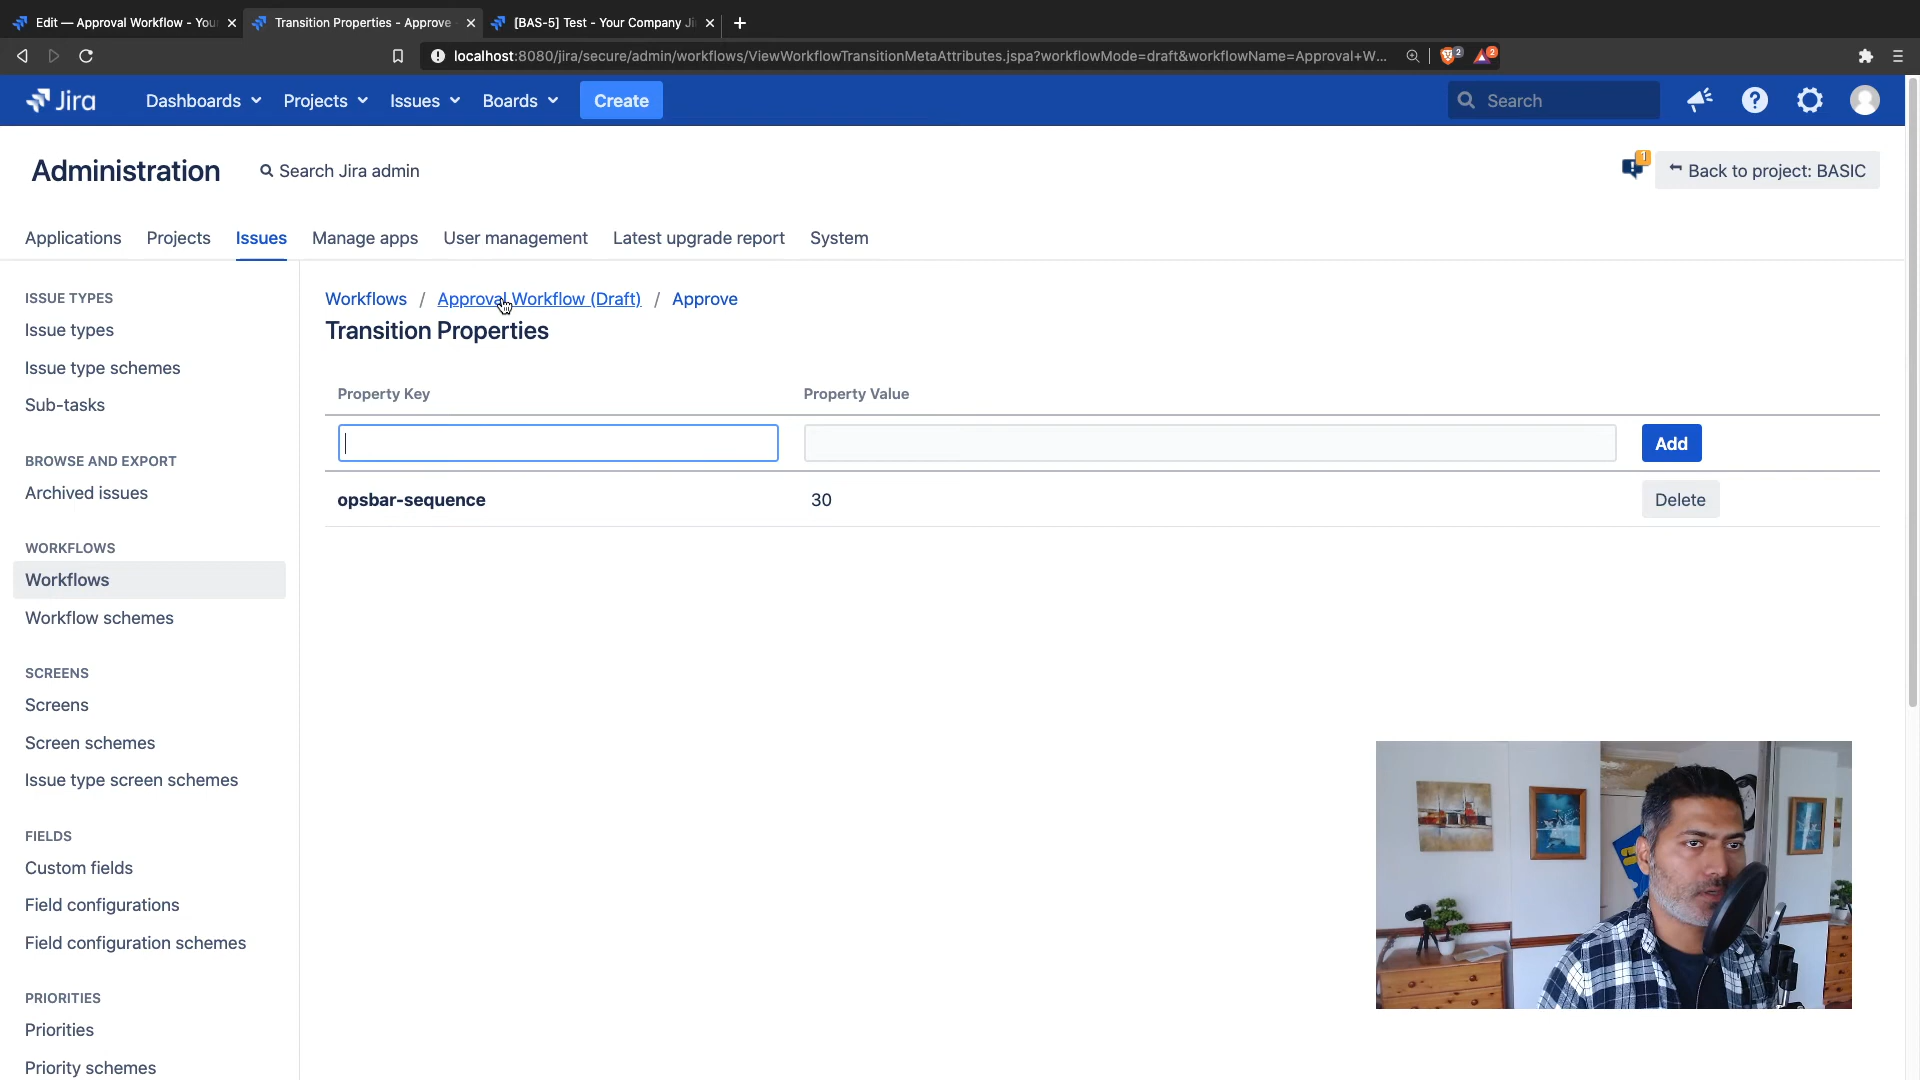 Edit — Approval Workflow - You
Transition Properties - Approve -
[BAS-5] Test - Your Company Ji
localhost:8080/jira/secure/admin/workflows/ViewWorkflowTransitionMetaAttributes.jspa?workflowMode=draft&workflowName=Approval+W...
2
2
Jira
Dashboards
Projects
Issues
Boards
Create
Search
Administration
Search Jira admin
1
Back to project: BASIC
Applications
Projects
Issues
Manage apps
User management
Latest upgrade report
System
ISSUE TYPES
Issue types
Issue type schemes
Sub-tasks
BROWSE AND EXPORT
Archived issues
WORKFLOWS
Workflows
Workflow schemes
SCREENS
Screens
Screen schemes
Issue type screen schemes
FIELDS
Custom fields
Field configurations
Field configuration schemes
PRIORITIES
Priorities
Priority schemes
Workflows / Approval Workflow (Draft) / Approve
Transition Properties
Property Key
Property Value
Add
opsbar-sequence
30
Delete